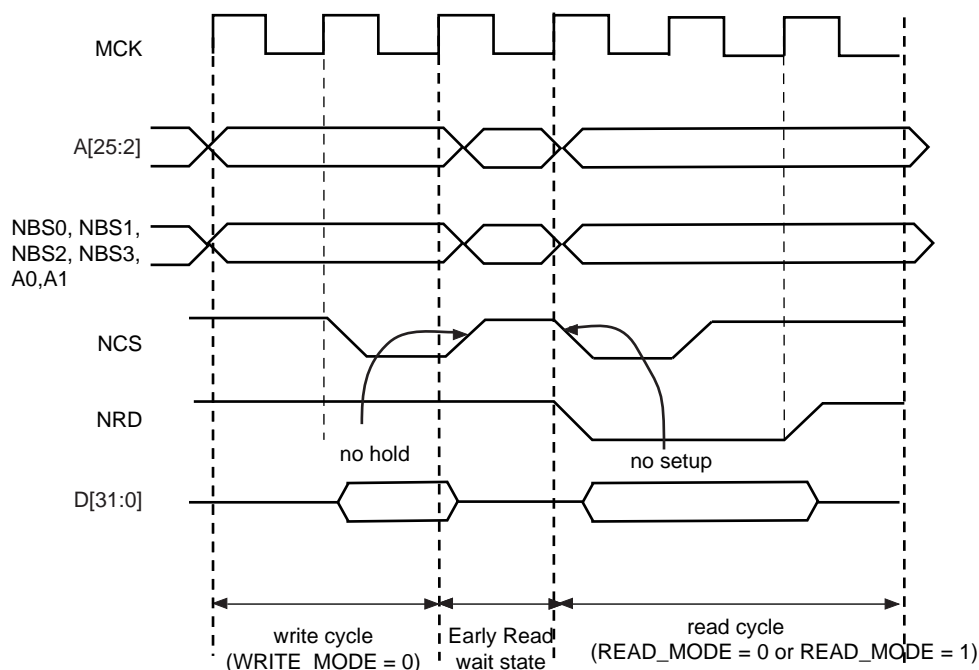 MCK
A[25:2]
NBS0, NBS1,
NBS2, NBS3,
A0,A1
NCS
NRD
no hold
no setup
D[31:0]
write cycle
(WRITE_MODE = 0)
Early Read
wait state
read cycle
(READ_MODE = 0 or READ_MODE = 1)